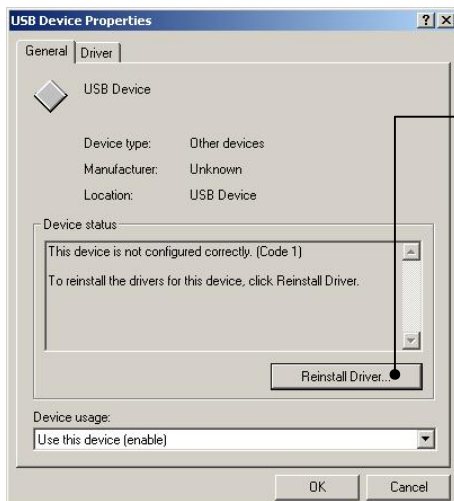 USB Device Properties
General Driver
USB Device
Device type: Other devices
Manufacturer: Unknown
Location: USB Device
Device status
This device is not configured correctly. (Code 1)
To reinstall the drivers for this device, click Reinstall Driver.
Reinstall Driver...
Device usage:
Use this device (enable)
OK Cancel